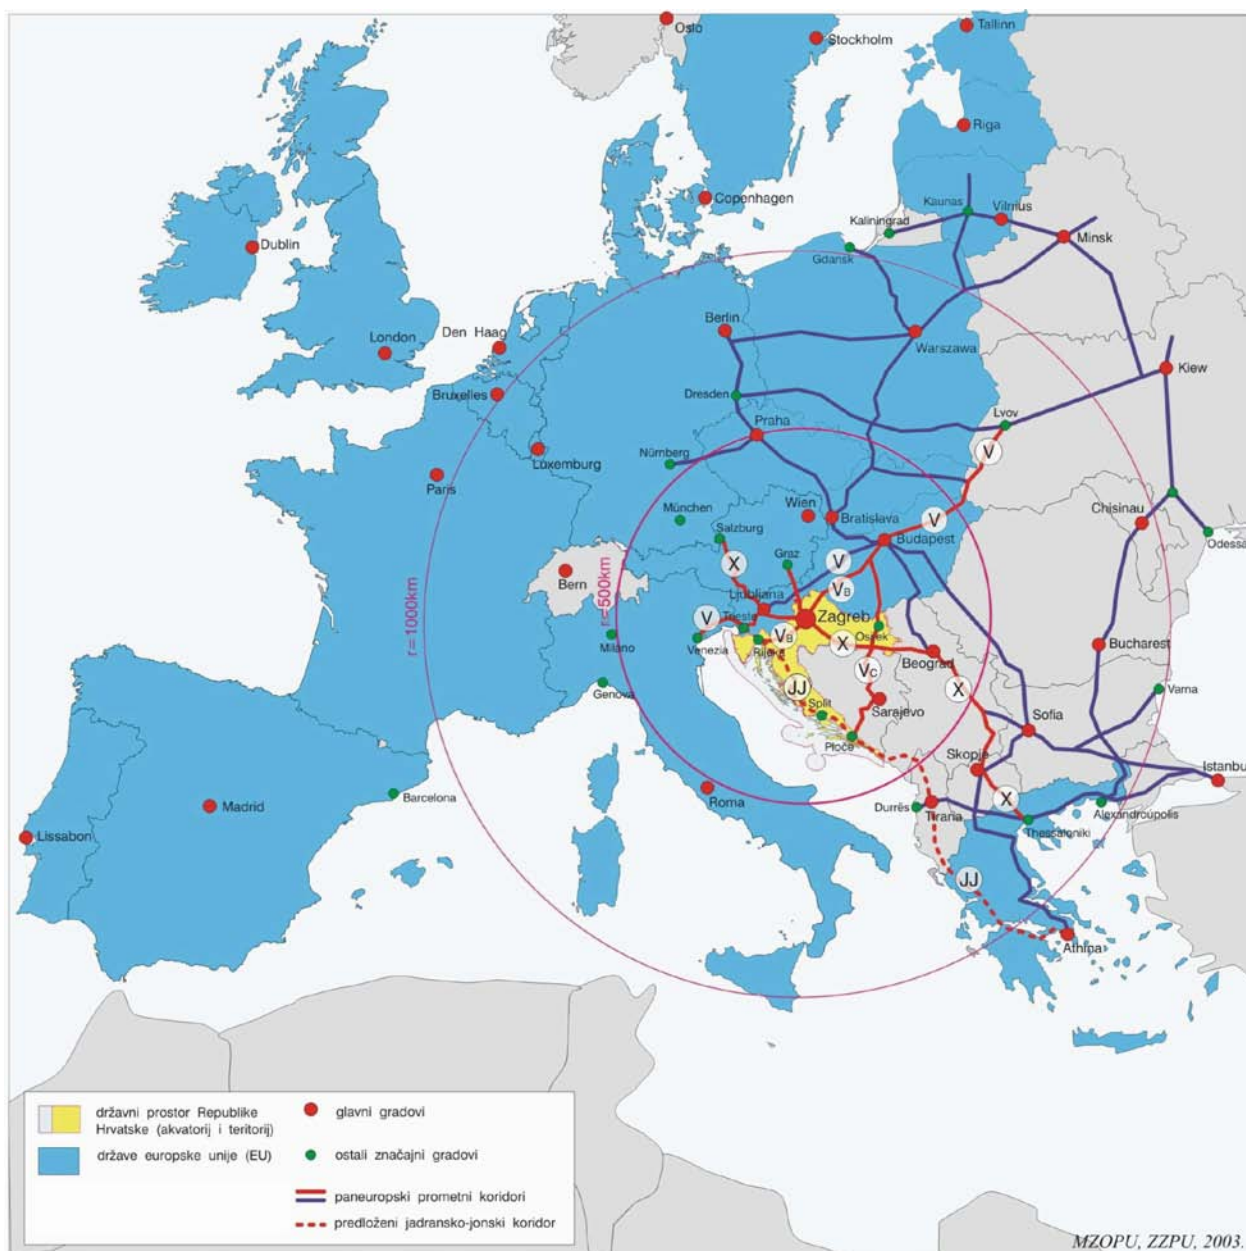 Oslo
Stockholm
Tallinn
Riga
Copenhagen
Kaunas
Vilnius
Kaliningrad
Minsk
Gdansk
Dublin
London
Den Haag
Berlin
Warszawa
Kiew
Bruxelles
Dresden
Praha
Lvov
V
Luxemburg
Nürnberg
Paris
München
Wien
Bratislava
V
Chisinau
Salzburg
Budapest
Odessa
Graz
X
V
Bern
VB
r=1000km
r=500km
Ljubljana
Zagreb
V
Trieste
VB
X
Osijek
Venezia
Rijeka
Milano
Beograd
Bucharest
VC
Genova
JJ
X
Varna
Split
Sarajevo
Sofia
Ploče
Skopje
Istanbu
Roma
X
Barcelona
Madrid
Durrës
Tirana
Alexandroúpolis
Thessaloniki
Lissabon
JJ
Athina
državni prostor Republike
Hrvatske (akvatorij i teritorij)
države europske unije (EU)
glavni gradovi
ostali značajni gradovi
paneuropski prometni koridori
predloženi jadransko-jonski koridor
MZOPU, ZZPU, 2003.